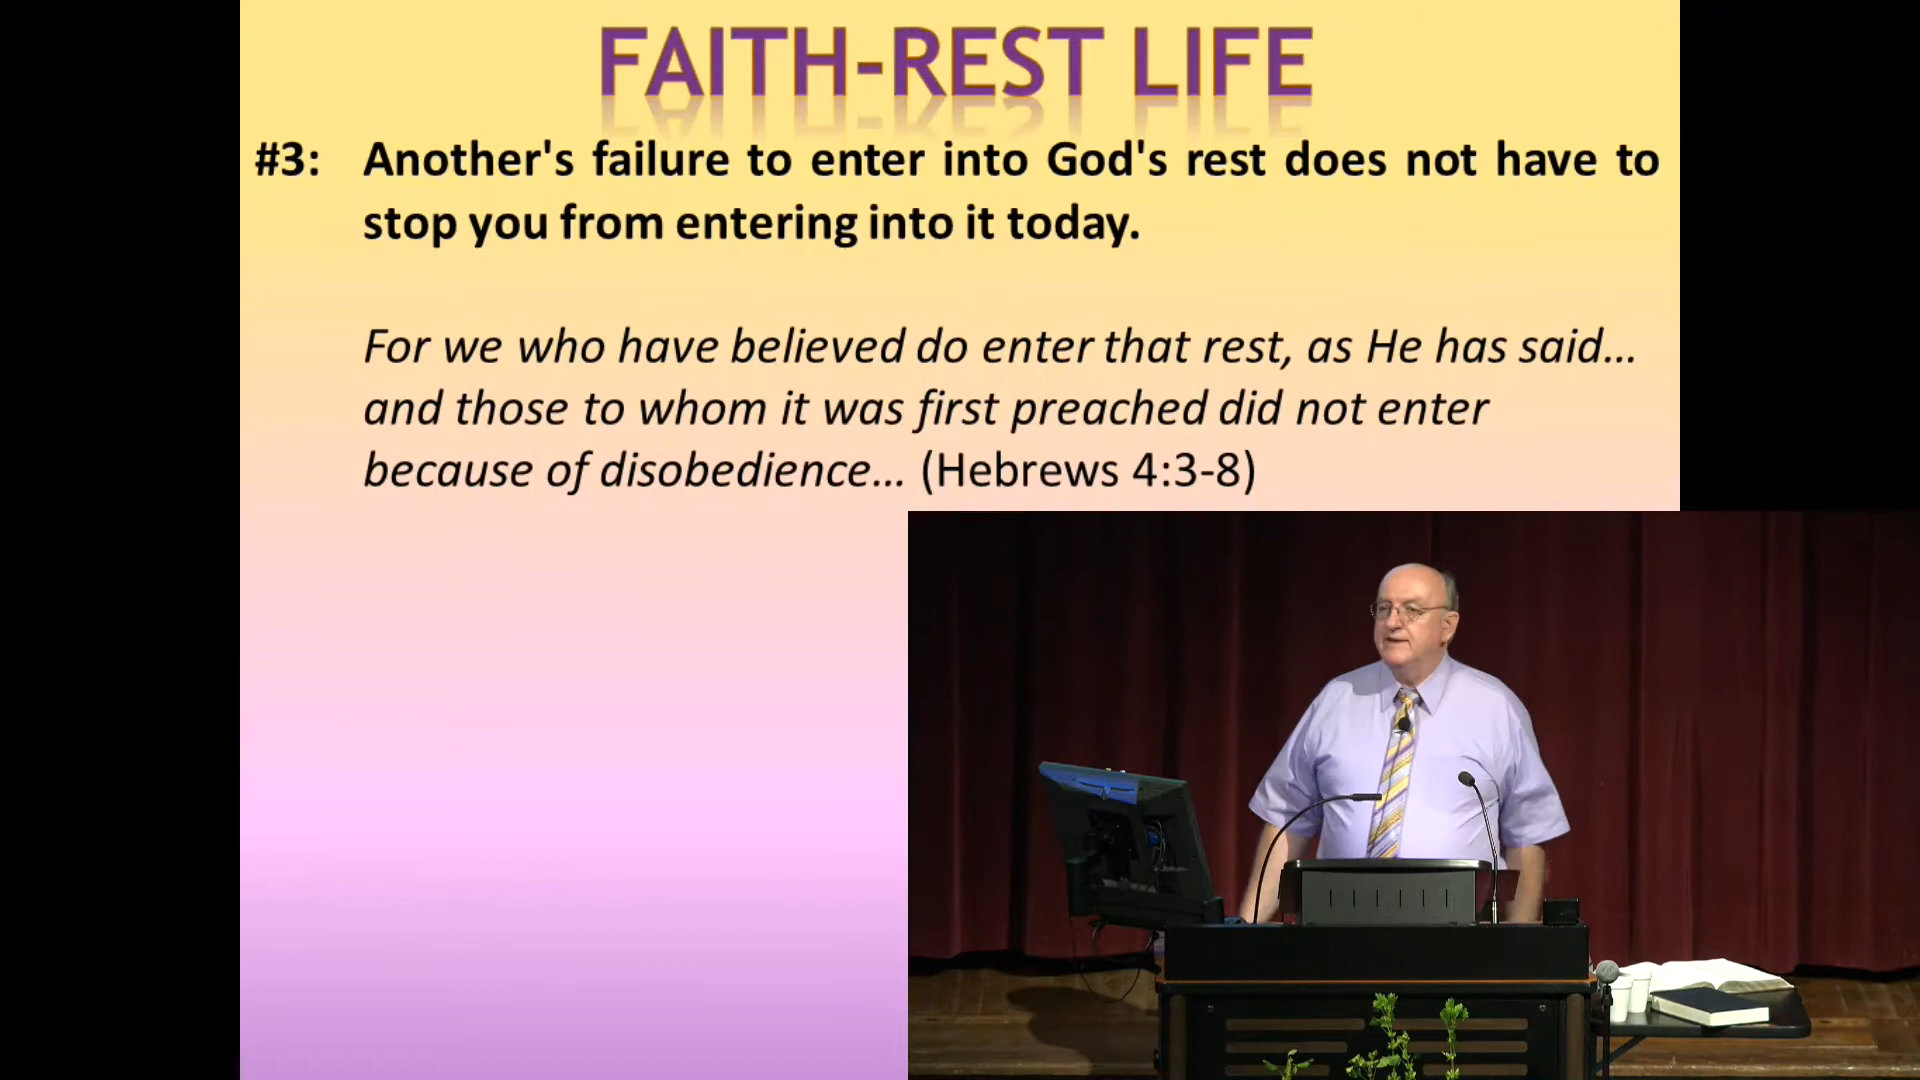 FAITH-REST LIFE
#3: Another's failure to enter into God's rest does not have to
stop you from entering into it today.
For we who have believed do enter that rest, as He has said...
and those to whom it was first preached did not enter
because of disobedience... (Hebrews 4:3-8)